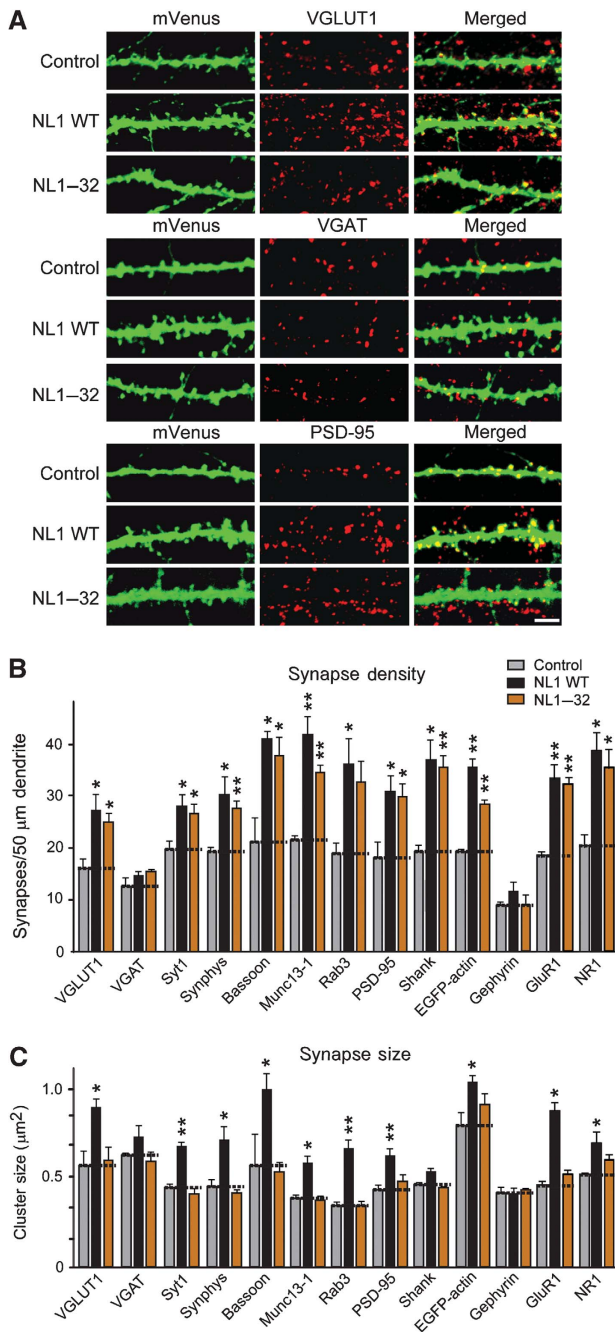 A
mVenus VGLUT1 Merged
Control
NL1 WT
NL1–32
mVenus VGAT Merged
Control
NL1 WT
NL1–32
mVenus PSD-95 Merged
Control
NL1 WT
NL1–32
B
Synapse density
Control
NL1 WT
NL1–32
Synapses/50 μm dendrite
40
30
20
10
0
* * * * * ** * * ** ** * * * * ** ** ** ** ** * *
VGLUT1 VGAT Syt1 Synphys Bassoon Munc13-1 Rab3 PSD-95 Shank EGFP-actin Gephyrin GluR1 NR1
C
Synapse size
Cluster size (μm²)
1.0
0.5
0
* ** * * * ** ** * * *
VGLUT1 VGAT Syt1 Synphys Bassoon Munc13-1 Rab3 PSD-95 Shank EGFP-actin Gephyrin GluR1 NR1